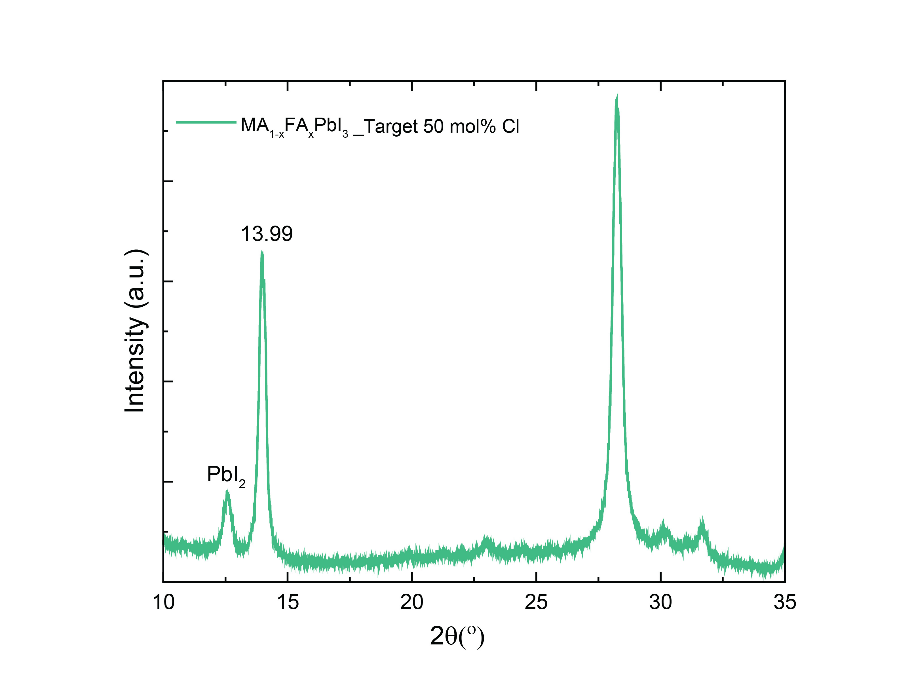 MA1-xFAxPbI3 _Target 50 mol% Cl
13.99
PbI2
Intensity (a.u.)
10 15 20 25 30 35
2θ(o)